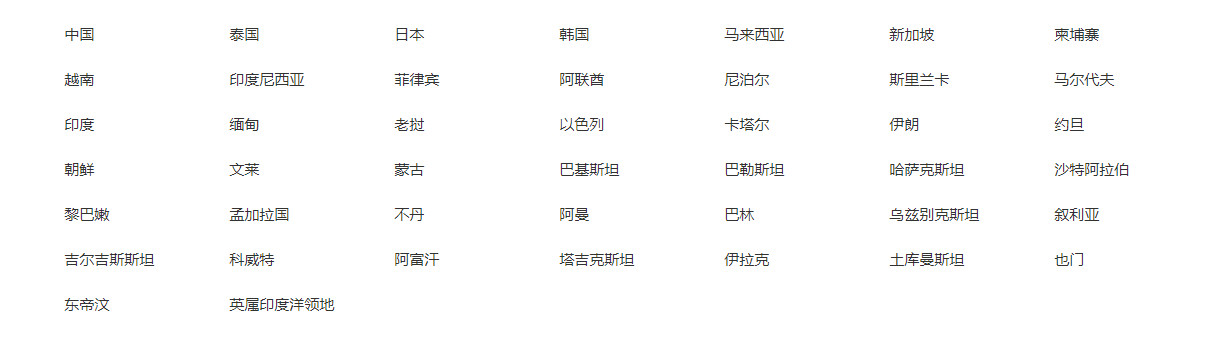 中国 泰国 日本 韩国 马来西亚 新加坡 柬埔寨
越南 印度尼西亚 菲律宾 阿联酋 尼泊尔 斯里兰卡 马尔代夫
印度 缅甸 老挝 以色列 卡塔尔 伊朗 约旦
朝鲜 文莱 蒙古 巴基斯坦 巴勒斯坦 哈萨克斯坦 沙特阿拉伯
黎巴嫩 孟加拉国 不丹 阿曼 巴林 乌兹别克斯坦 叙利亚
吉尔吉斯斯坦 科威特 阿富汗 塔吉克斯坦 伊拉克 土库曼斯坦 也门
东帝汶 英属印度洋领地